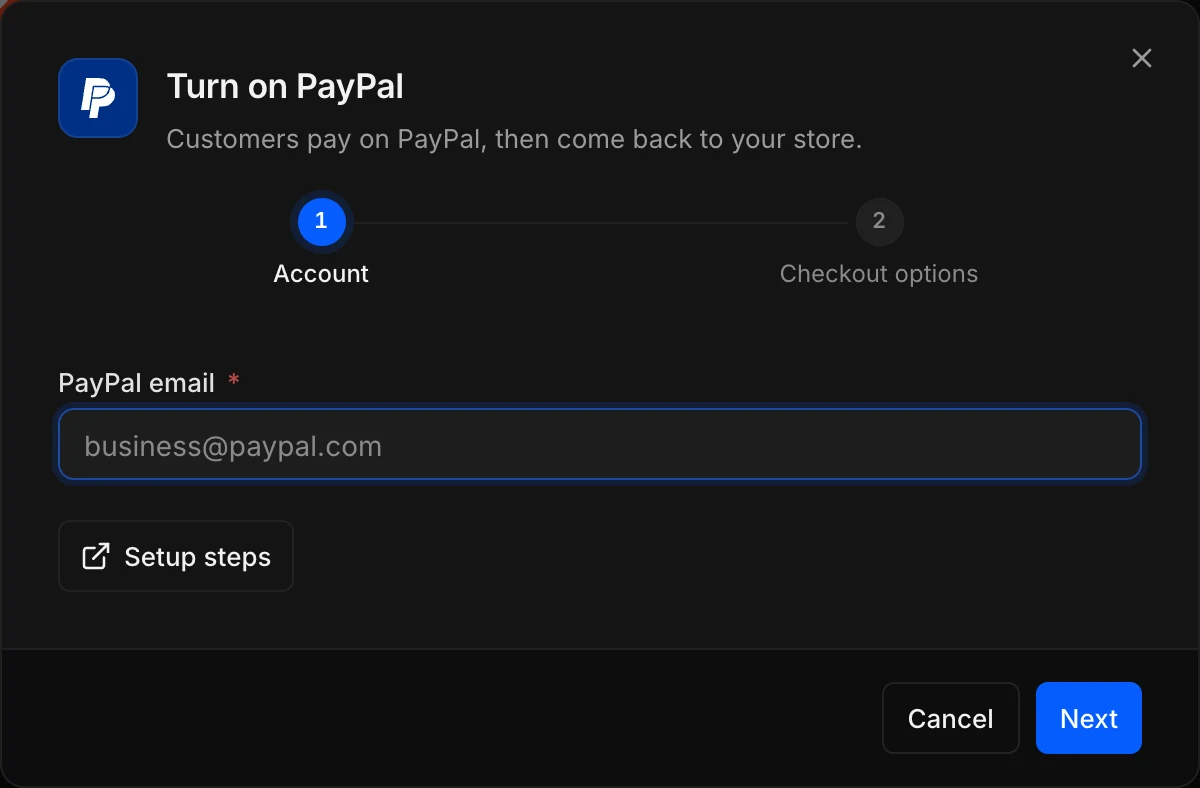 Turn on PayPal
Customers pay on PayPal, then come back to your store.
1
2
Account
Checkout options
PayPal email *
business@paypal.com
Setup steps
Cancel
Next